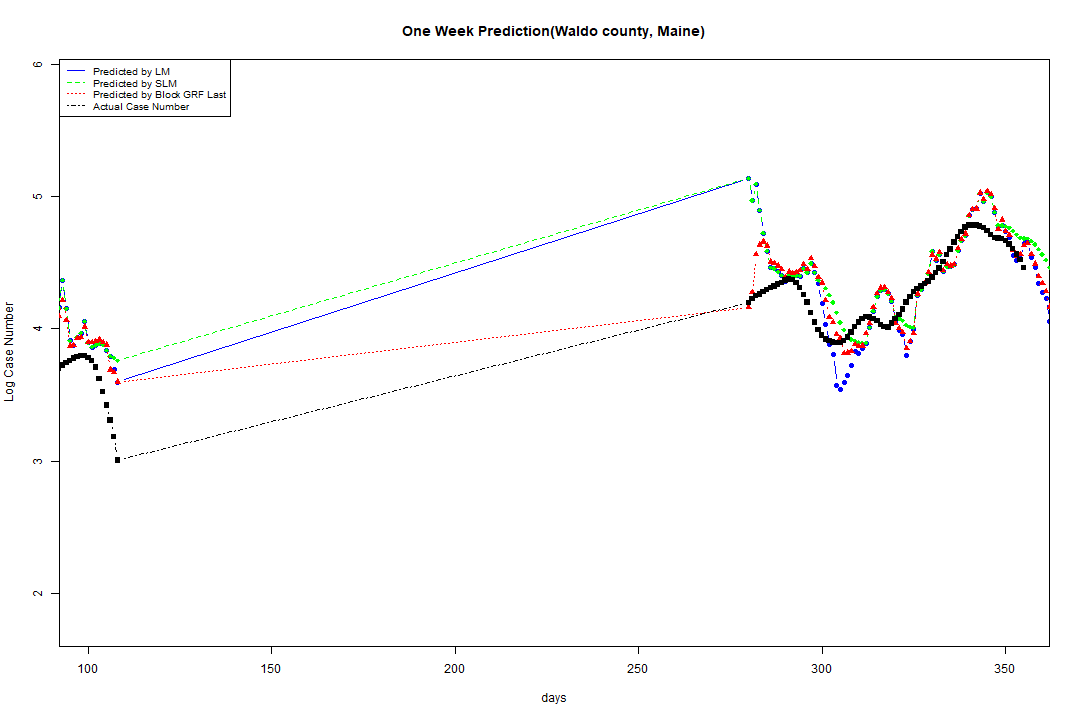 One Week Prediction(Waldo county, Maine)
Predicted by LM
Predicted by SLM
Predicted by Block GRF Last
Actual Case Number
6
5
4
3
2
Log Case Number
100
150
200
250
300
350
days